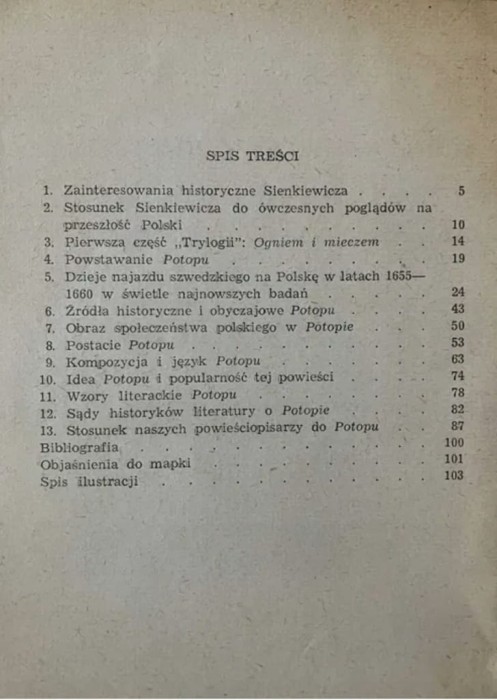 SPIS TREŚCI
1. Zainteresowania historyczne Sienkiewicza . . . . 5
2. Stosunek Sienkiewicza do ówczesnych poglądów na
przeszłość Polski . . . . . . . . . . 10
3. Pierwsza część „Trylogii”: Ogniem i mieczem . . 14
4. Powstawanie Potopu . . . . . . . . 19
5. Dzieje najazdu szwedzkiego na Polskę w latach 1655—
1660 w świetle najnowszych badań . . . . . 24
6. Źródła historyczne i obyczajowe Potopu . . . . 43
7. Obraz społeczeństwa polskiego w Potopie . . . 50
8. Postacie Potopu . . . . . . . . . . 53
9. Kompozycja i język Potopu . . . . . . . 63
10. Idea Potopu i popularność tej powieści . . . . 74
11. Wzory literackie Potopu . . . . . . . . 78
12. Sądy historyków literatury o Potopie . . . . 82
13. Stosunek naszych powieściopisarzy do Potopu . . 87
Bibliografia . . . . . . . . . . . . 100
Objaśnienia do mapki . . . . . . . . . 101
Spis ilustracji . . . . . . . . . . . 103